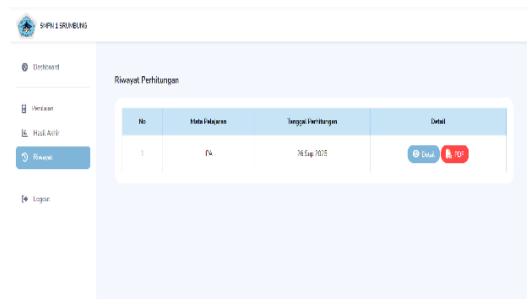 SMPN 1 SRUMBUNG
Dashboard
Penilaian
Hasil Akhir
Riwayat
Logout
Riwayat Perhitungan
No Mata Pelajaran Tanggal Perhitungan Detail
1 IPA 26 Sep 2025 Detail PDF